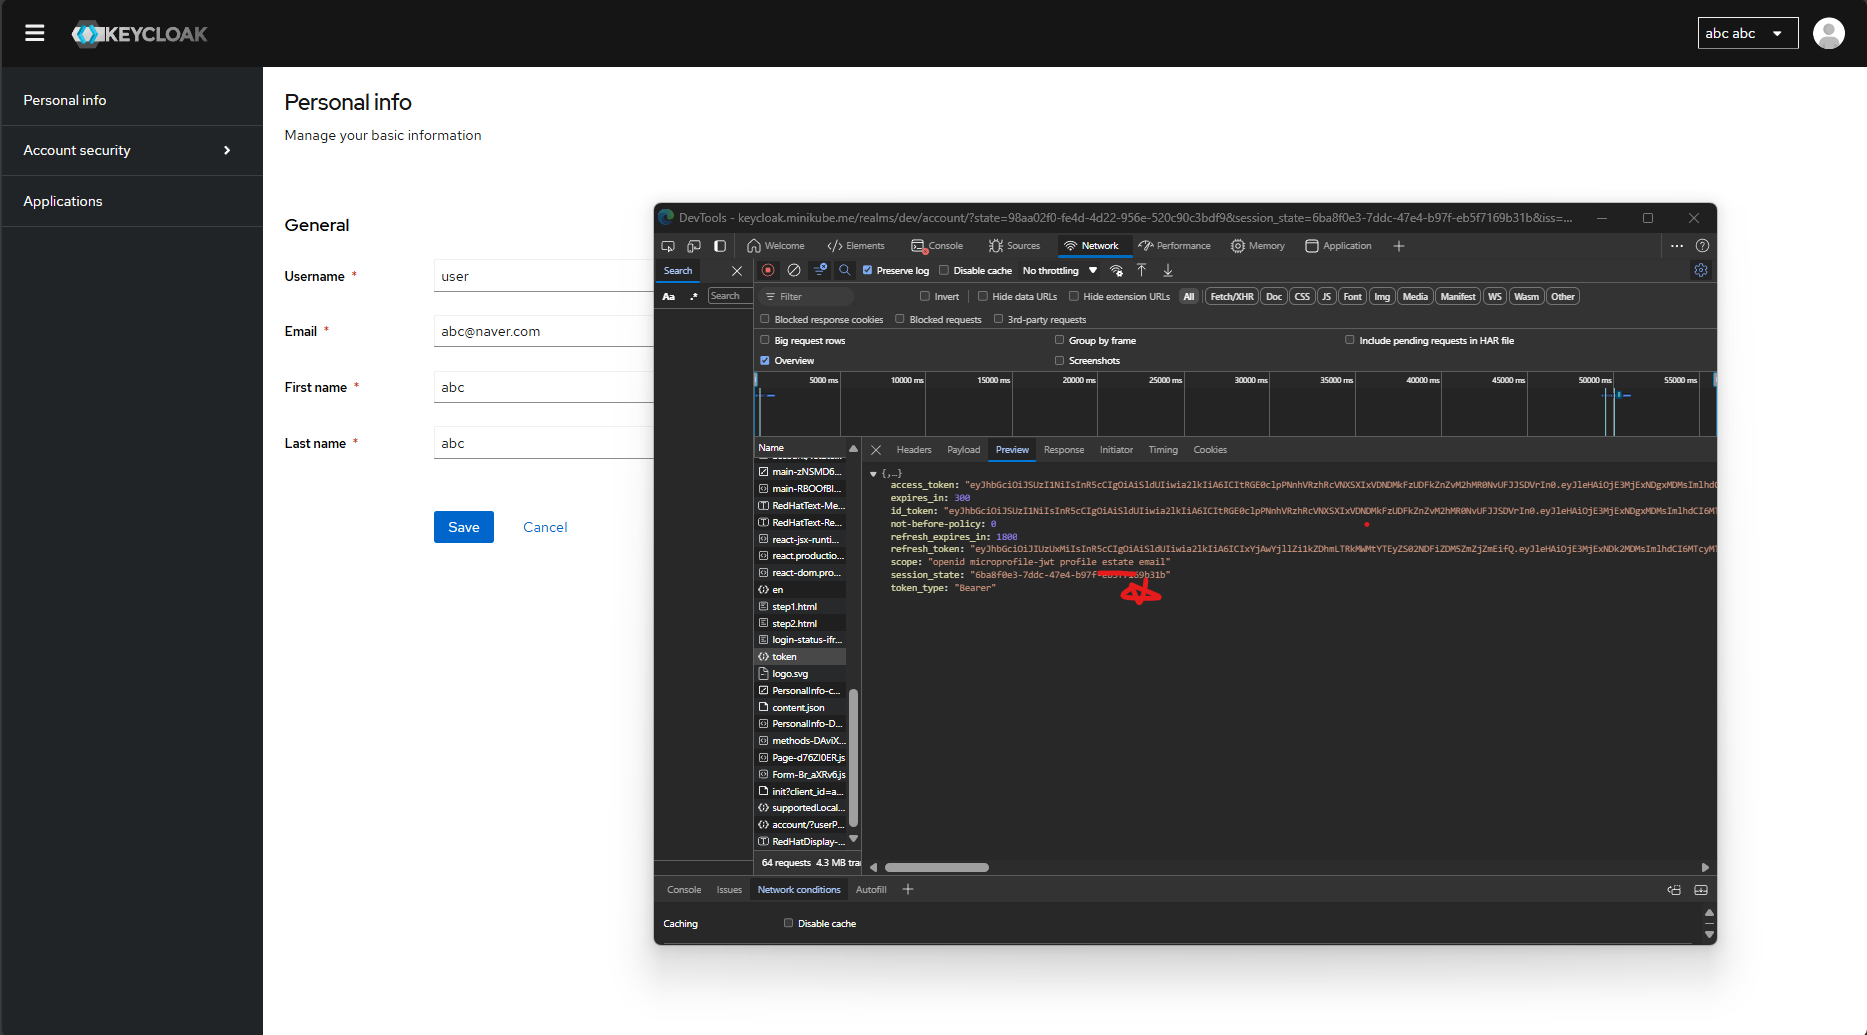 KEYCLOAK
abc abc
Personal info
Account security
Applications
Personal info
Manage your basic information
General
Username *
user
Email *
abc@naver.com
First name *
abc
Last name *
abc
Save
Cancel
DevTools - keycloak.minikube.me/realms/dev/account/?state=98aa02f0-fe4d-4d22-956e-520c90c3bdf9&session_state=6ba8f0e3-7ddc-47e4-b97f-eb5f7169b31b&iss=...
Welcome Elements Console Sources Network Performance Memory Application
Search
Preserve log Disable cache No throttling
Aa .* Search
Filter Invert Hide data URLs Hide extension URLs All Fetch/XHR Doc CSS JS Font Img Media Manifest WS Wasm Other
Blocked response cookies Blocked requests 3rd-party requests
Big request rows Group by frame Include pending requests in HAR file
Overview Screenshots
5000 ms 10000 ms 15000 ms 20000 ms 25000 ms 30000 ms 35000 ms 40000 ms 45000 ms 50000 ms 55000 ms
Name
main-zNSMD6...
main-RBOOfBl...
RedHatText-Me...
RedHatText-Re...
react-jsx-runti...
react.productio...
react-dom.pro...
en
step1.html
step2.html
login-status-ifr...
token
logo.svg
PersonalInfo-c...
content.json
PersonalInfo-D...
methods-DAviX...
Page-d76ZI0ER.js
Form-Br_aXRv6.js
init?client_id=a...
supportedLocal...
account/?userP...
RedHatDisplay-...
64 requests 4.3 MB tra
Headers Payload Preview Response Initiator Timing Cookies
{,...}
access_token:
expires_in: 300
id_token:
not-before-policy: 0
refresh_expires_in: 1800
refresh_token:
scope: "openid microprofile-jwt profile estate email"
session_state: "6ba8f0e3-7ddc-47e4-b97f-eb5f7169b31b"
token_type: "Bearer"
Console Issues Network conditions Autofill
Caching Disable cache